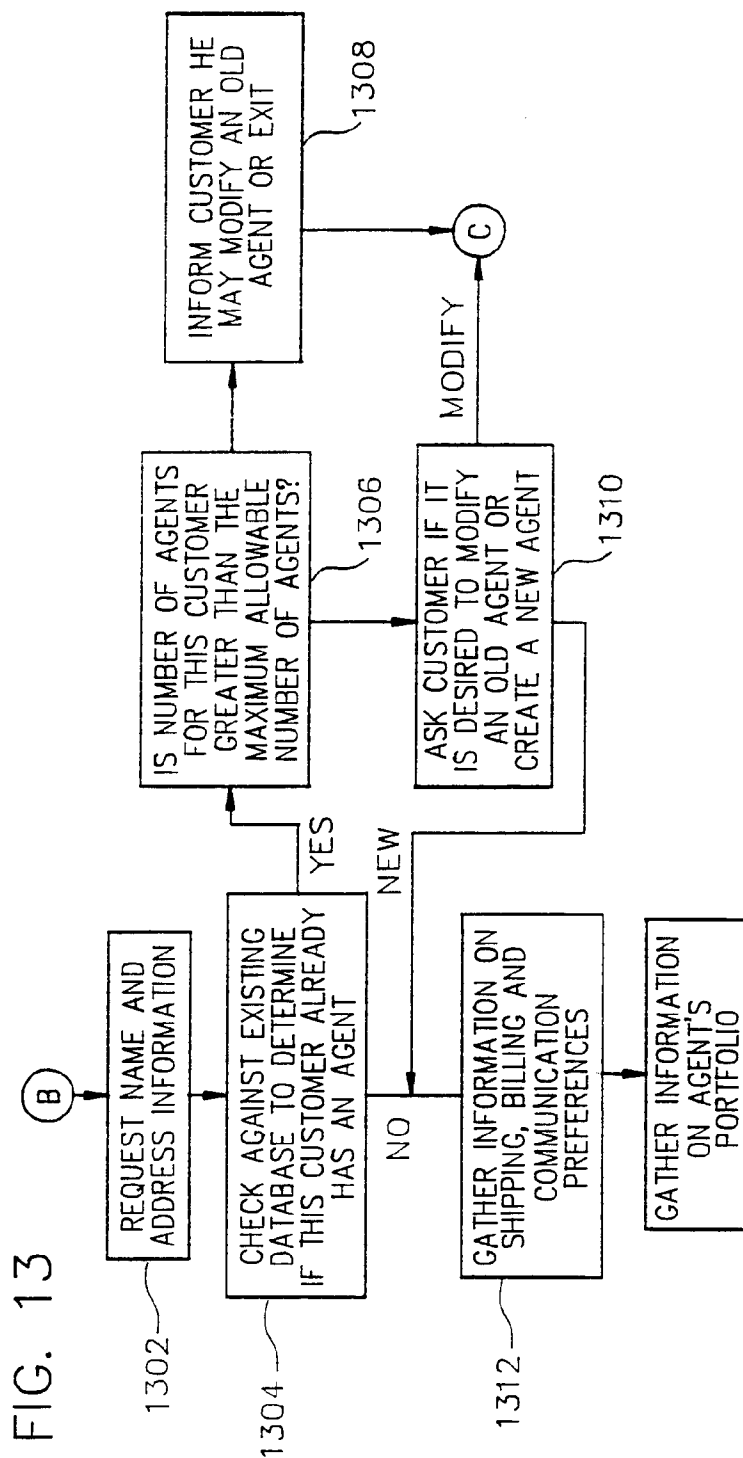 FIG. 13
B
REQUEST NAME AND
ADDRESS INFORMATION
1302
CHECK AGAINST EXISTING
DATABASE TO DETERMINE
IF THIS CUSTOMER ALREADY
HAS AN AGENT
1304
YES
NO
IS NUMBER OF AGENTS
FOR THIS CUSTOMER
GREATER THAN THE
MAXIMUM ALLOWABLE
NUMBER OF AGENTS?
1306
INFORM CUSTOMER HE
MAY MODIFY AN OLD
AGENT OR EXIT
1308
ASK CUSTOMER IF IT
IS DESIRED TO MODIFY
AN OLD AGENT OR
CREATE A NEW AGENT
1310
MODIFY
C
NEW
GATHER INFORMATION ON
SHIPPING, BILLING AND
COMMUNICATION
PREFERENCES
1312
GATHER INFORMATION
ON AGENT'S
PORTFOLIO